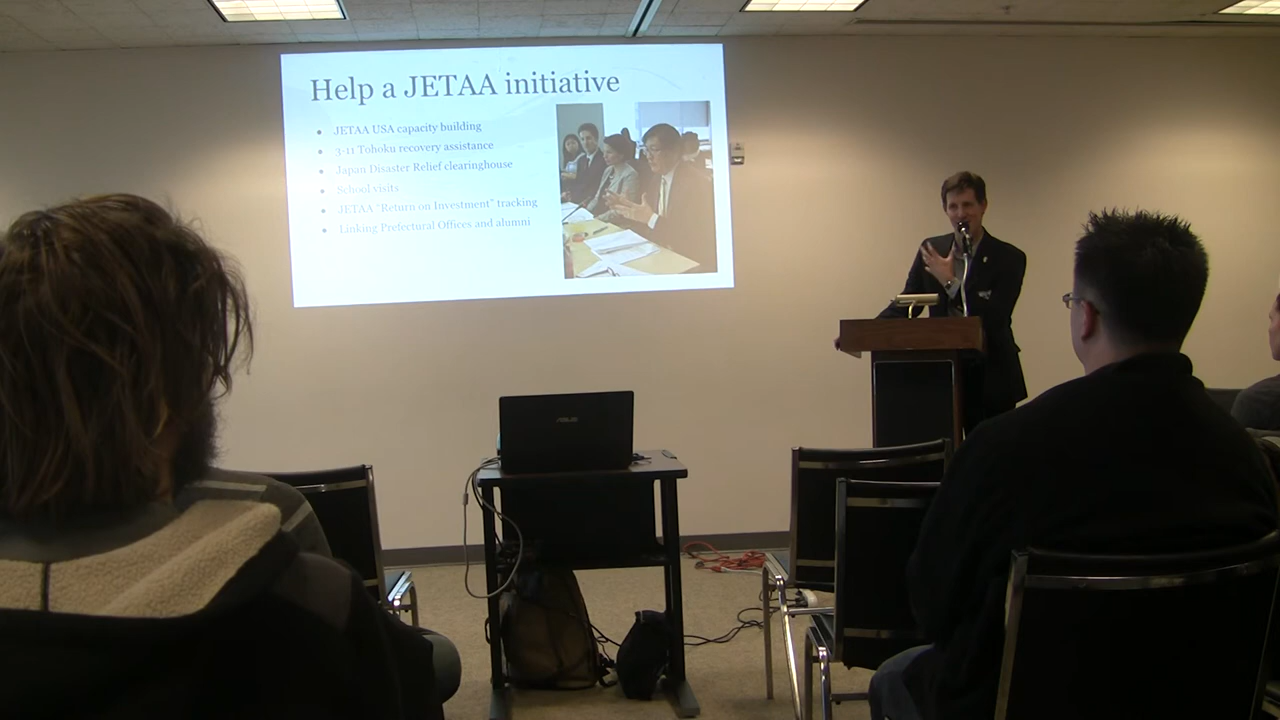 Help a JETAA initiative
JETAA USA capacity building
3-11 Tohoku recovery assistance
Japan Disaster Relief clearinghouse
School visits
JETAA "Return on Investment" tracking
Linking Prefectural Offices and alumni
ASUS